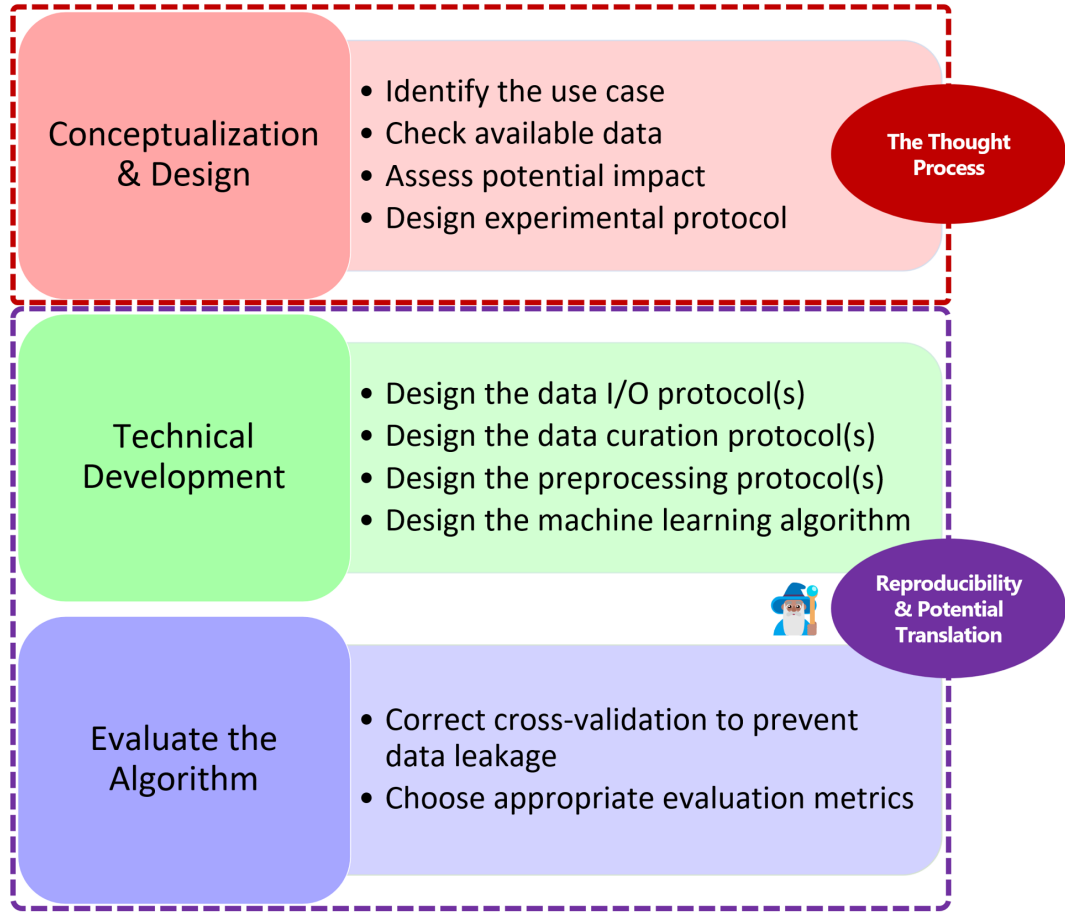 Conceptualization
& Design
• Identify the use case
• Check available data
• Assess potential impact
• Design experimental protocol
The Thought
Process
Technical
Development
• Design the data I/O protocol(s)
• Design the data curation protocol(s)
• Design the preprocessing protocol(s)
• Design the machine learning algorithm
Reproducibility
& Potential
Translation
Evaluate the
Algorithm
• Correct cross-validation to prevent
data leakage
• Choose appropriate evaluation metrics